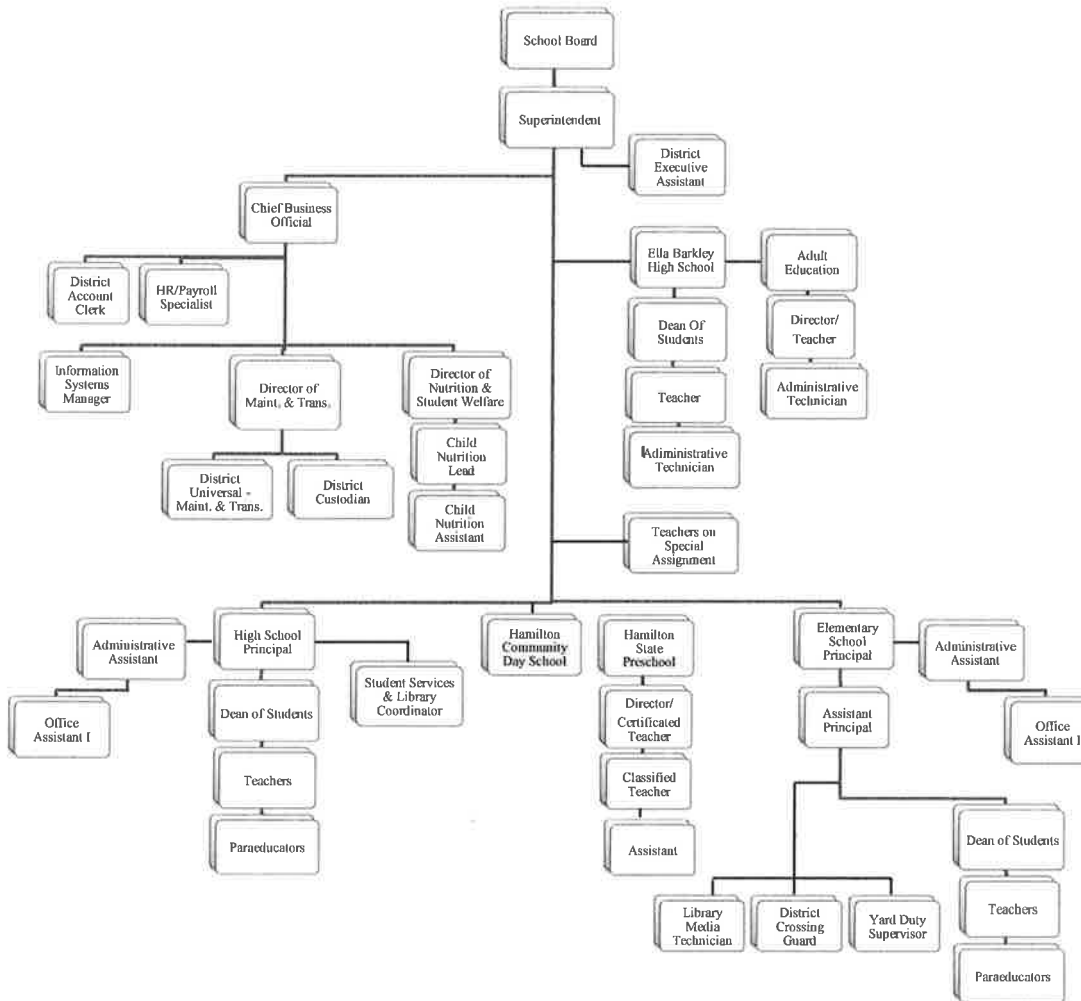 School Board
Superintendent
District
Executive
Assistant
Chief Business
Official
District
Account
Clerk
HR/Payroll
Specialist
Information
Systems
Manager
Director of
Maint. & Trans.
Director of
Nutrition &
Student Welfare
District
Universal -
Maint. & Trans.
District
Custodian
Child
Nutrition
Lead
Child
Nutrition
Assistant
Ella Barkley
High School
Adult
Education
Dean Of
Students
Director/
Teacher
Teacher
Administrative
Technician
Administrative
Technician
Teachers on
Special
Assignment
Administrative
Assistant
High School
Principal
Hamilton
Community
Day School
Hamilton
State
Preschool
Elementary
School
Principal
Administrative
Assistant
Office
Assistant I
Dean of Students
Student Services
& Library
Coordinator
Director/
Certificated
Teacher
Assistant
Principal
Office
Assistant I
Teachers
Classified
Teacher
Paraeducators
Assistant
Dean of Students
Library
Media
Technician
District
Crossing
Guard
Yard Duty
Supervisor
Teachers
Paraeducators